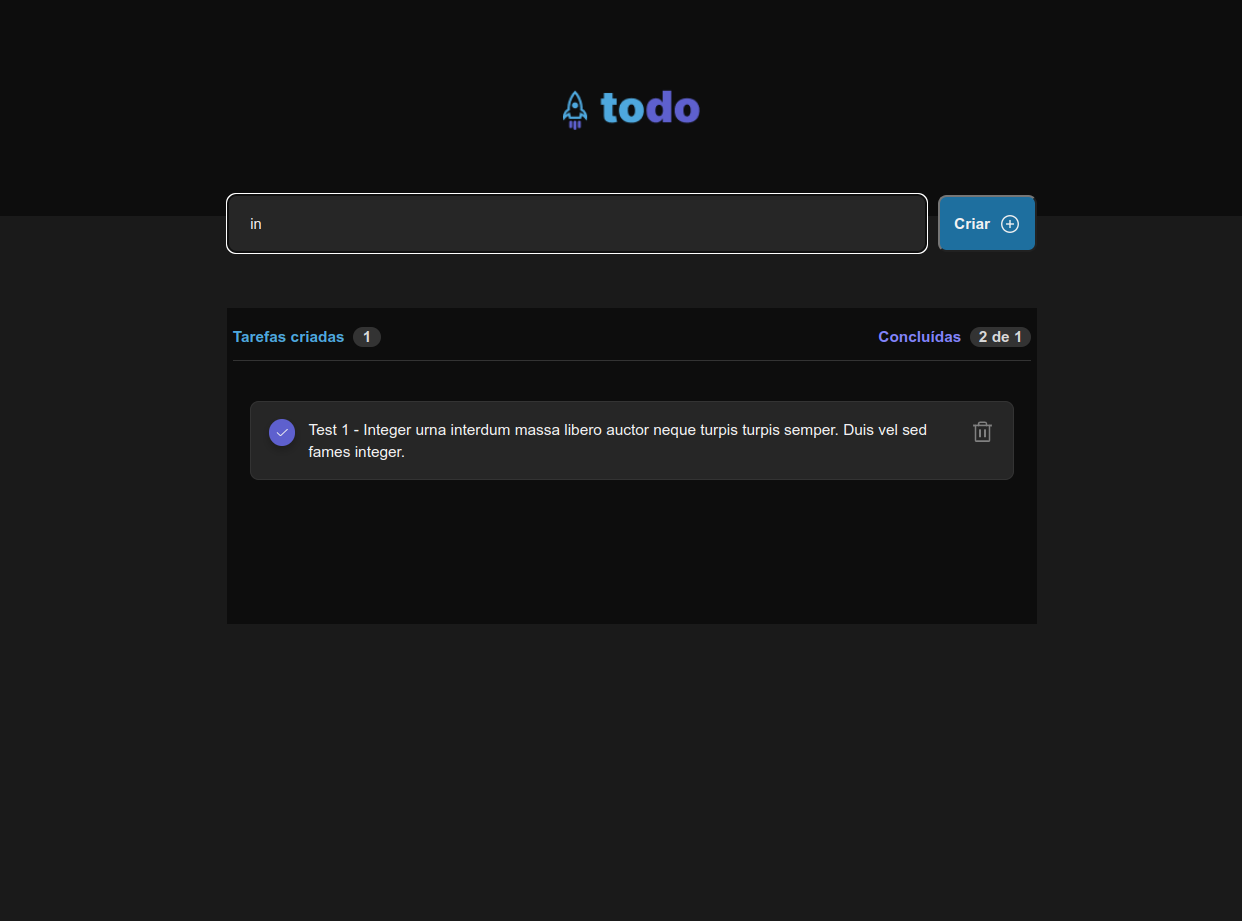 todo
in
Criar
Tarefas criadas 1
Concluídas 2 de 1
Test 1 - Integer urna interdum massa libero auctor neque turpis turpis semper. Duis vel sed
fames integer.